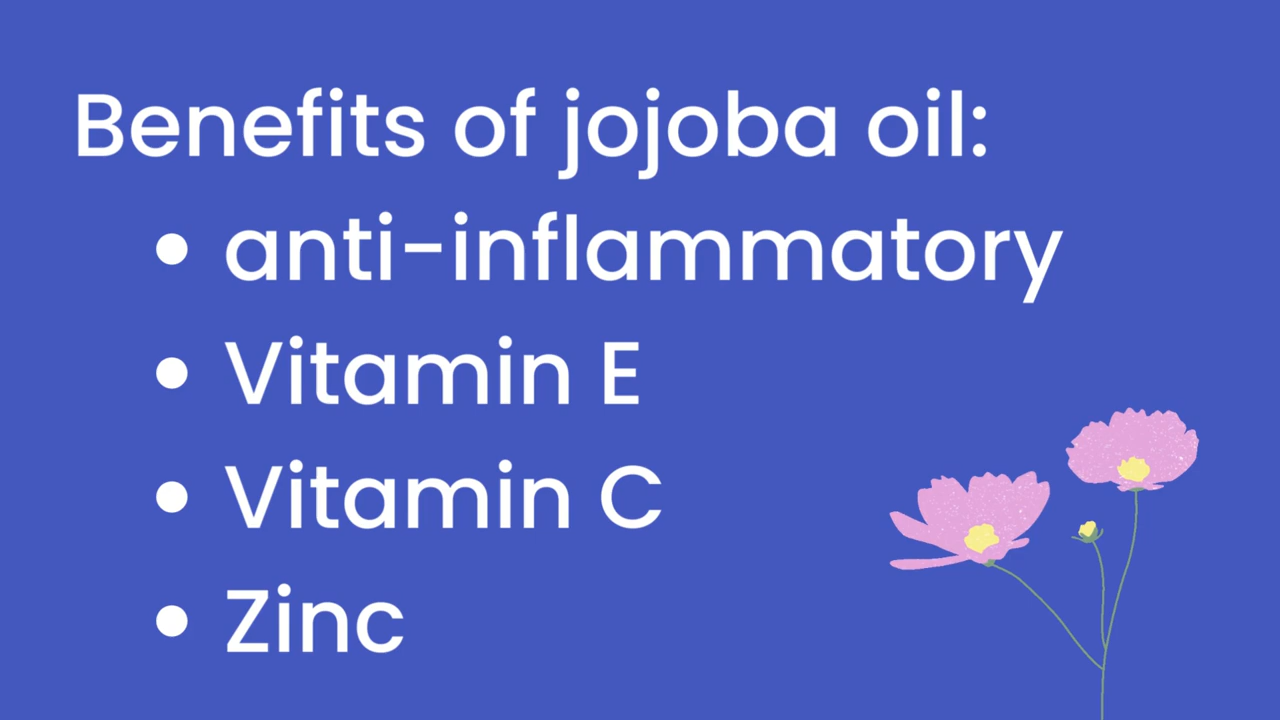 Benefits of jojoba oil:
• anti-inflammatory
• Vitamin E
• Vitamin C
• Zinc